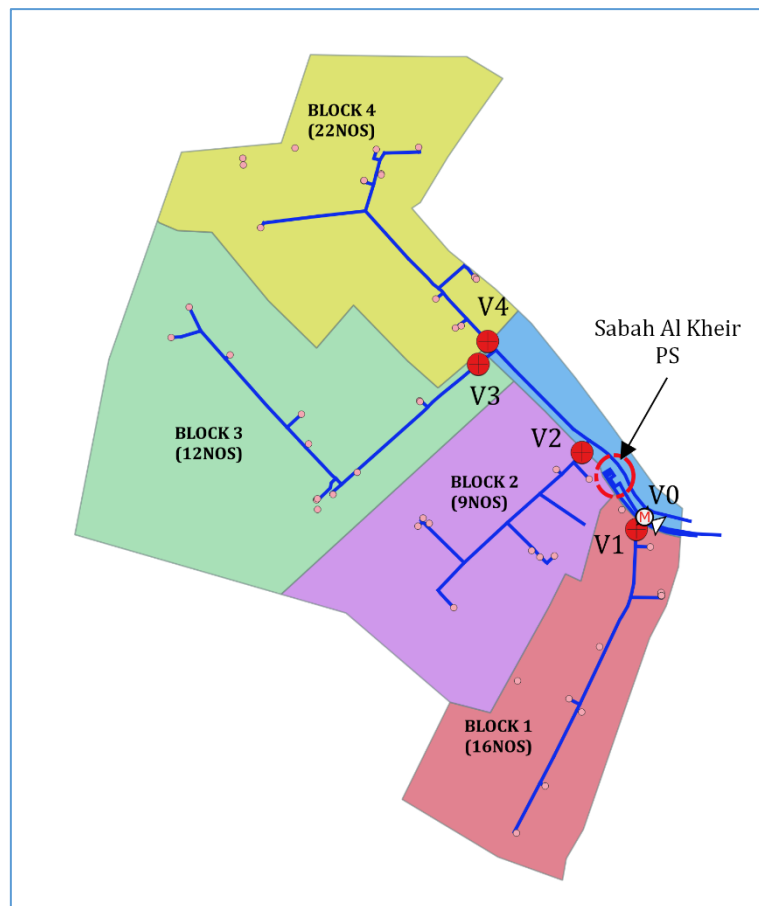 BLOCK 4
(22NOS)
V4
Sabah Al Kheir
PS
V3
BLOCK 3
(12NOS)
V2
BLOCK 2
(9NOS)
V0
M
V1
BLOCK 1
(16NOS)